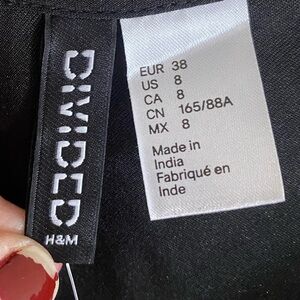 DIVIDED
H&M
EUR 38
US 8
CA 8
CN 165/88A
MX 8
Made in
India
Fabriqué en
Inde